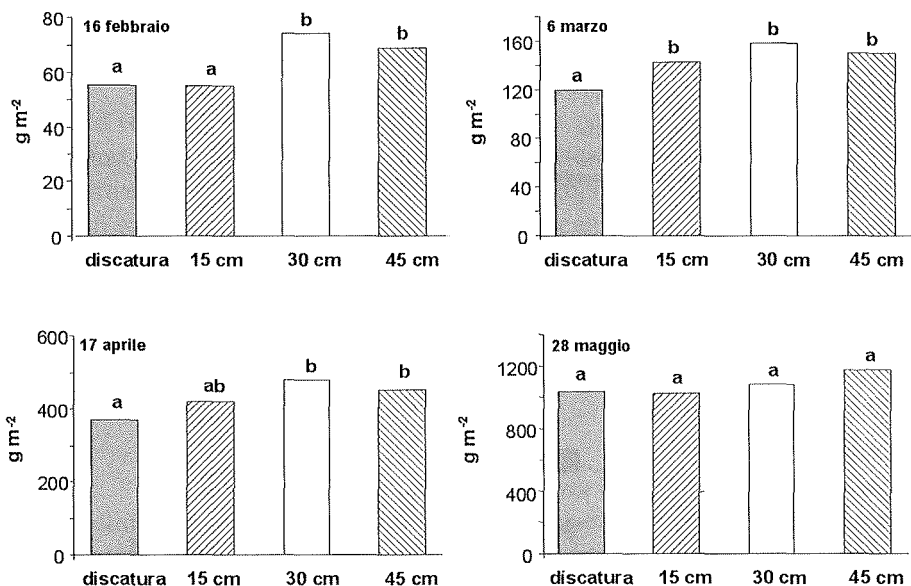 16 febbraio
g m-2
80
60
40
20
0
a a b b
discatura 15 cm 30 cm 45 cm
6 marzo
g m-2
160
120
80
40
0
a b b b
discatura 15 cm 30 cm 45 cm
17 aprile
g m-2
600
400
200
0
a ab b b
discatura 15 cm 30 cm 45 cm
28 maggio
g m-2
1200
800
400
0
a a a a
discatura 15 cm 30 cm 45 cm